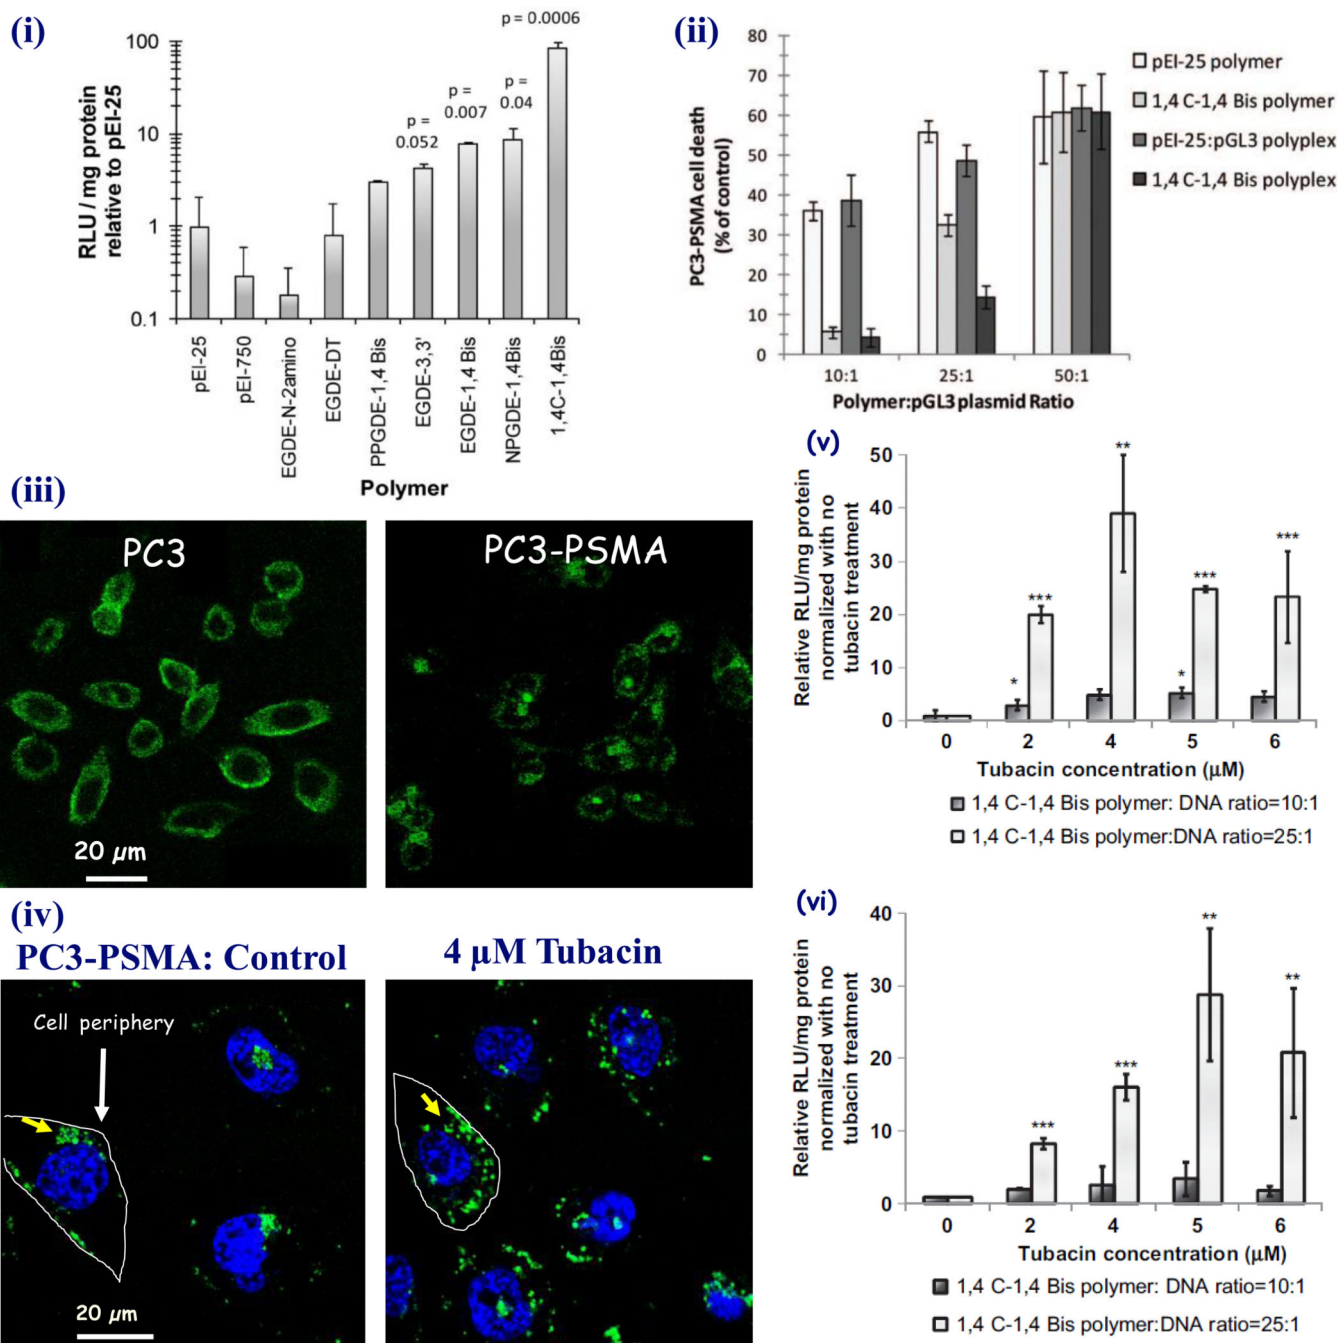 (i)
p = 0.0006
p =
0.04
p =
0.007
p =
0.052
100
10
1
0.1
RLU / mg protein
relative to pEI-25
pEI-25
pEI-750
EGDE-N-2amino
EGDE-DT
PPGDE-1,4 Bis
EGDE-3,3'
EGDE-1,4 Bis
NPGDE-1,4Bis
1,4C-1,4Bis
Polymer
(ii)
80
70
60
50
40
30
20
10
0
PC3-PSMA cell death
(% of control)
10:1
25:1
50:1
Polymer:pGL3 plasmid Ratio
pEI-25 polymer
1,4 C-1,4 Bis polymer
pEI-25:pGL3 polyplex
1,4 C-1,4 Bis polyplex
(iii)
PC3
20 µm
PC3-PSMA
(iv)
PC3-PSMA: Control
4 µM Tubacin
Cell periphery
20 µm
(v)
50
40
30
20
10
0
Relative RLU/mg protein
normalized with no
tubacin treatment
*
***
**
*
***
***
0
2
4
5
6
Tubacin concentration (µM)
1,4 C-1,4 Bis polymer: DNA ratio=10:1
1,4 C-1,4 Bis polymer:DNA ratio=25:1
(vi)
40
30
20
10
0
Relative RLU/mg protein
normalized with no
tubacin treatment
***
***
**
**
0
2
4
5
6
Tubacin concentration (µM)
1,4 C-1,4 Bis polymer: DNA ratio=10:1
1,4 C-1,4 Bis polymer:DNA ratio=25:1